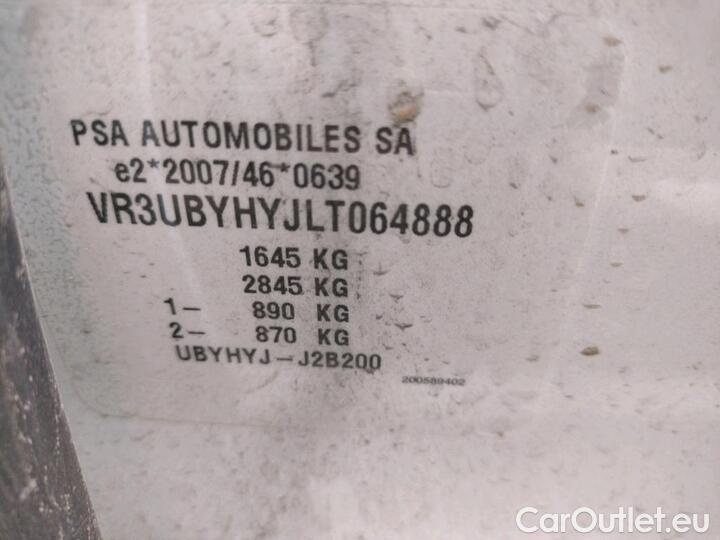 PSA AUTOMOBILES SA
e2*2007/46*0639
VR3UBYHYJLT064888
1645 KG
2845 KG
1- 890 KG
2- 870 KG
UBYHYJ-J2B200
200589402
CarOutlet.eu